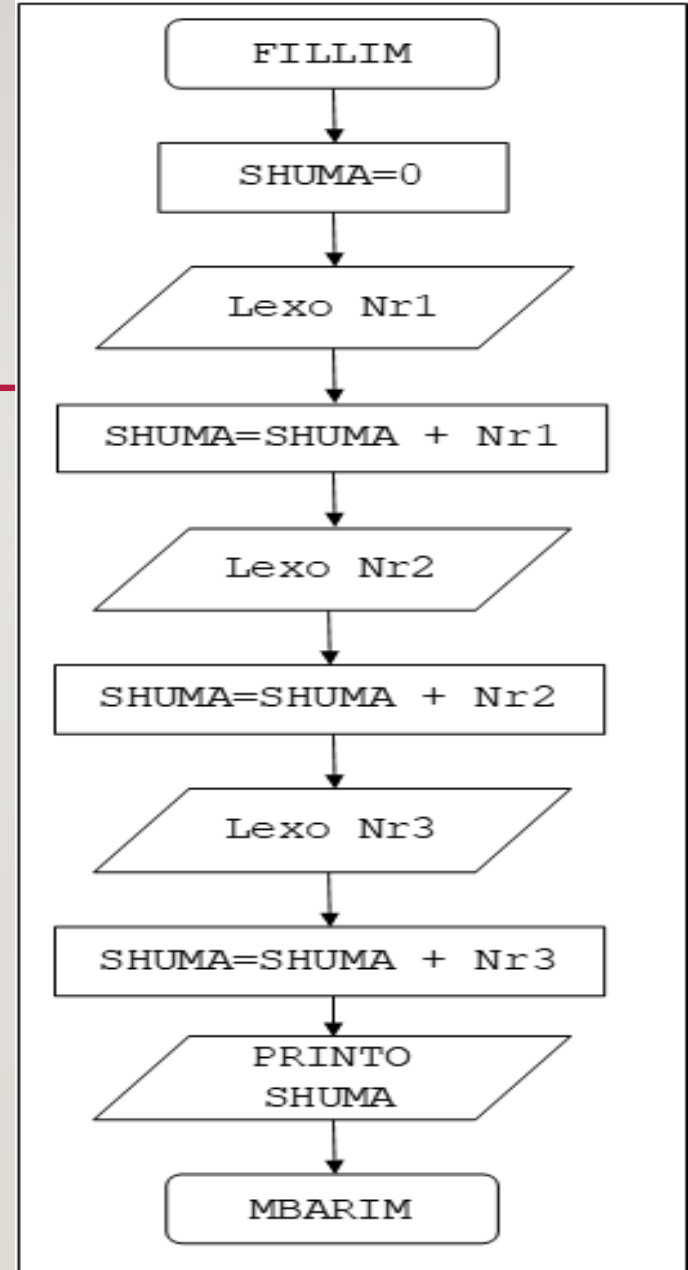 FILLIM
SHUMA=0
Lexo Nr1
SHUMA=SHUMA + Nr1
Lexo Nr2
SHUMA=SHUMA + Nr2
Lexo Nr3
SHUMA=SHUMA + Nr3
PRINTO
SHUMA
MBARIM